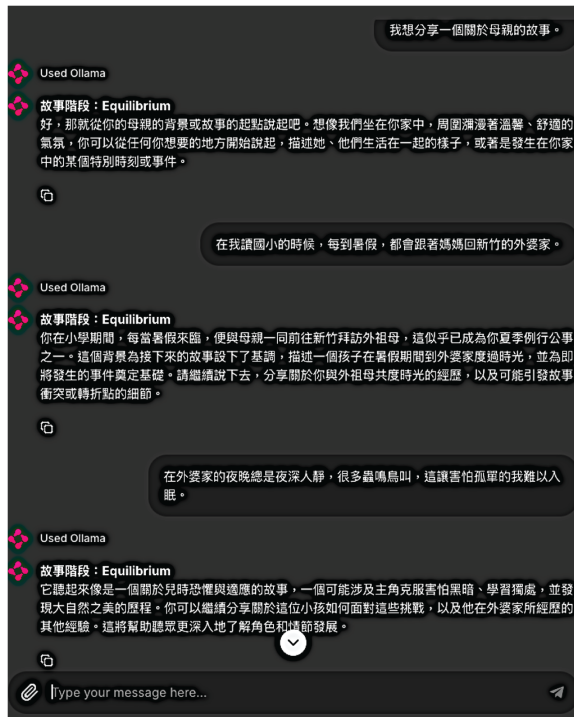 我想分享一個關於母親的故事。
Used Ollama
故事階段：Equilibrium
好，那就從你的母親的背景或故事的起點說起吧。想像我們坐在你家中，周圍瀰漫著溫馨、舒適的
氣氛，你可以從任何你想要的地方開始說起，描述她、他們生活在一起的樣子，或著是發生在你家
中的某個特別時刻或事件。
在我讀國小的時候，每到暑假，都會跟著媽媽回新竹的外婆家。
Used Ollama
故事階段：Equilibrium
你在小學期間，每當暑假來臨，便與母親一同前往新竹拜訪外祖母，這似乎已成為你夏季例行公事
之一。這個背景為接下來的故事設下了基調，描述一個孩子在暑假期間到外婆家度過時光，並為即
將發生的事件奠定基礎。請繼續說下去，分享關於你與外祖母共度時光的經歷，以及可能引發故事
衝突或轉折點的細節。
在外婆家的夜晚總是夜深人靜，很多蟲鳴鳥叫，這讓害怕孤單的我難以入
眠。
Used Ollama
故事階段：Equilibrium
它聽起來像是一個關於兒時恐懼與適應的故事，一個可能涉及主角克服害怕黑暗、學習獨處，並發
現大自然之美的歷程。你可以繼續分享關於這位小孩如何面對這些挑戰，以及他在外婆家所經歷的
其他經驗。這將幫助聽眾更深入地了解角色和情節發展。
Type your message here...